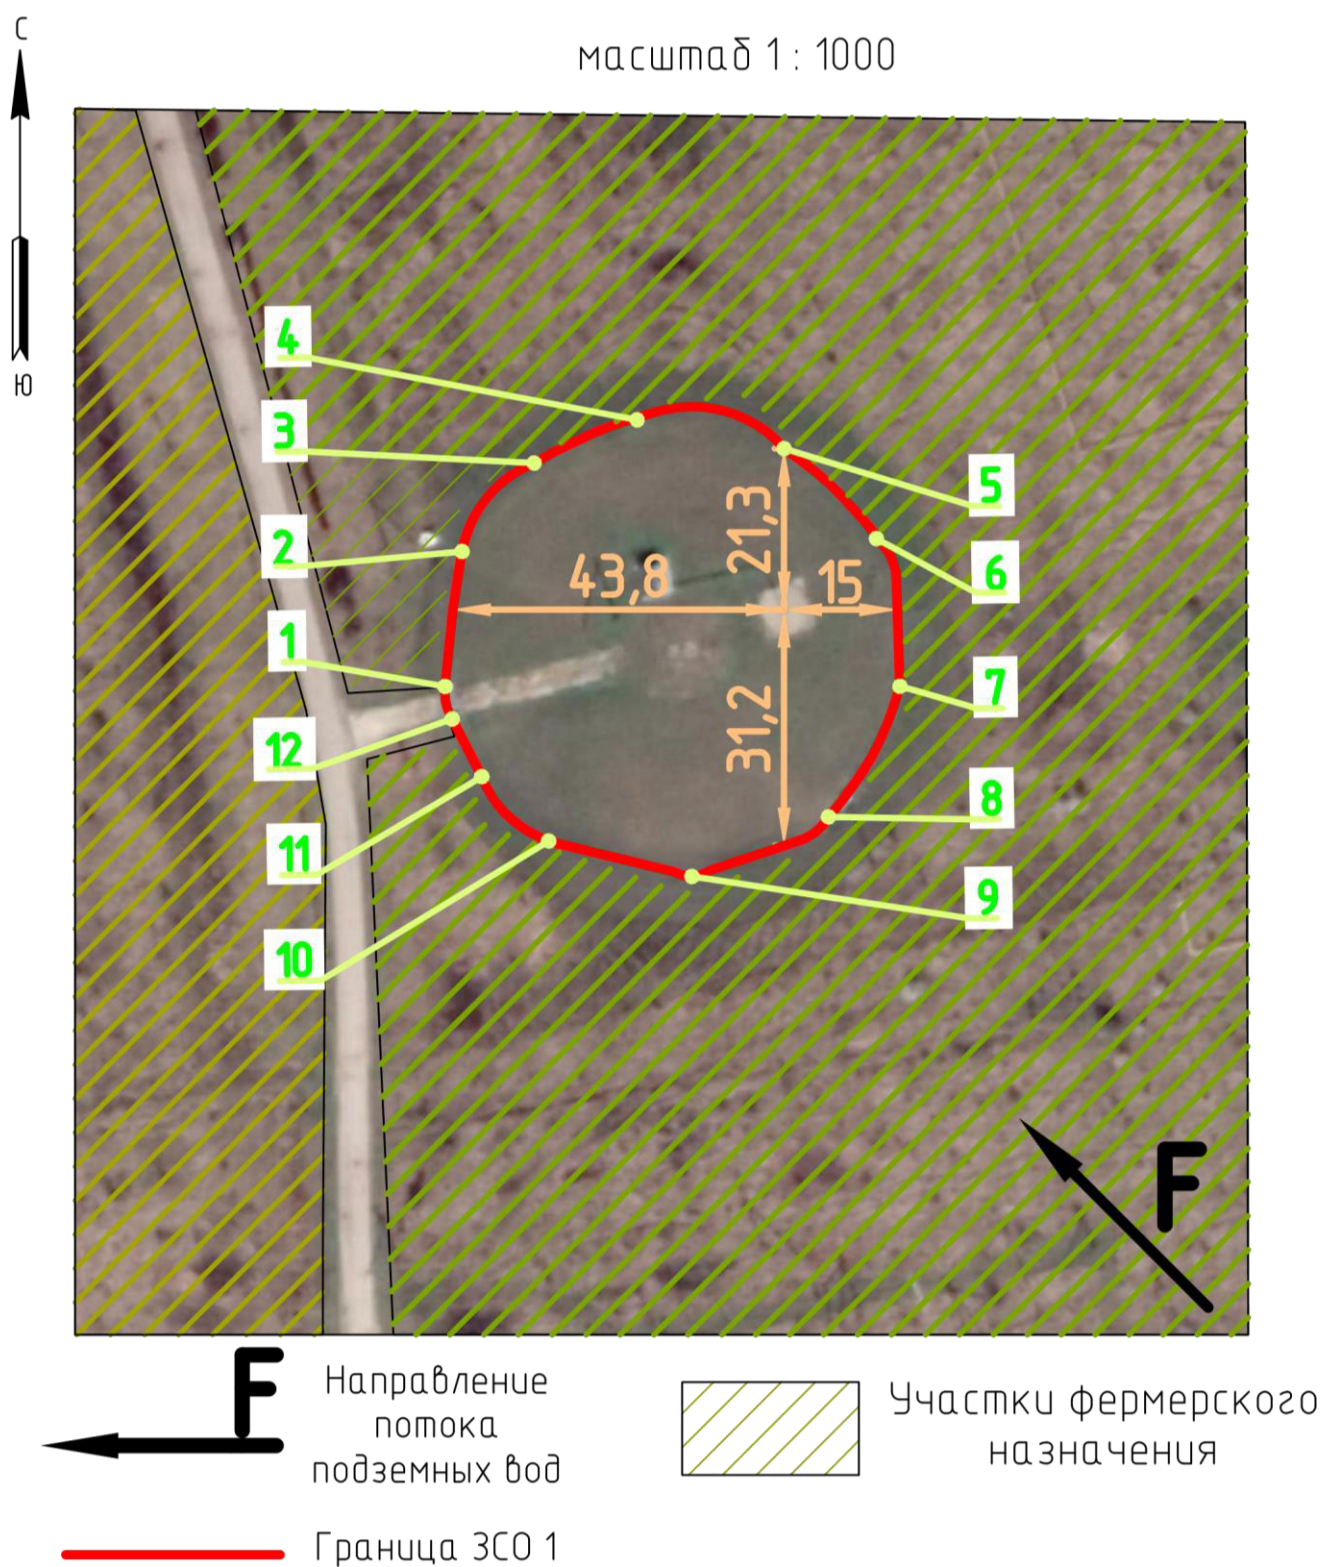 С
масштаб 1 : 1000
Ю
4
3
5
2
21,3
6
43,8
15
1
7
31,2
12
8
11
9
10
F
F
Направление
потока
подземных вод
Участки фермерского
назначения
Граница ЗСО 1